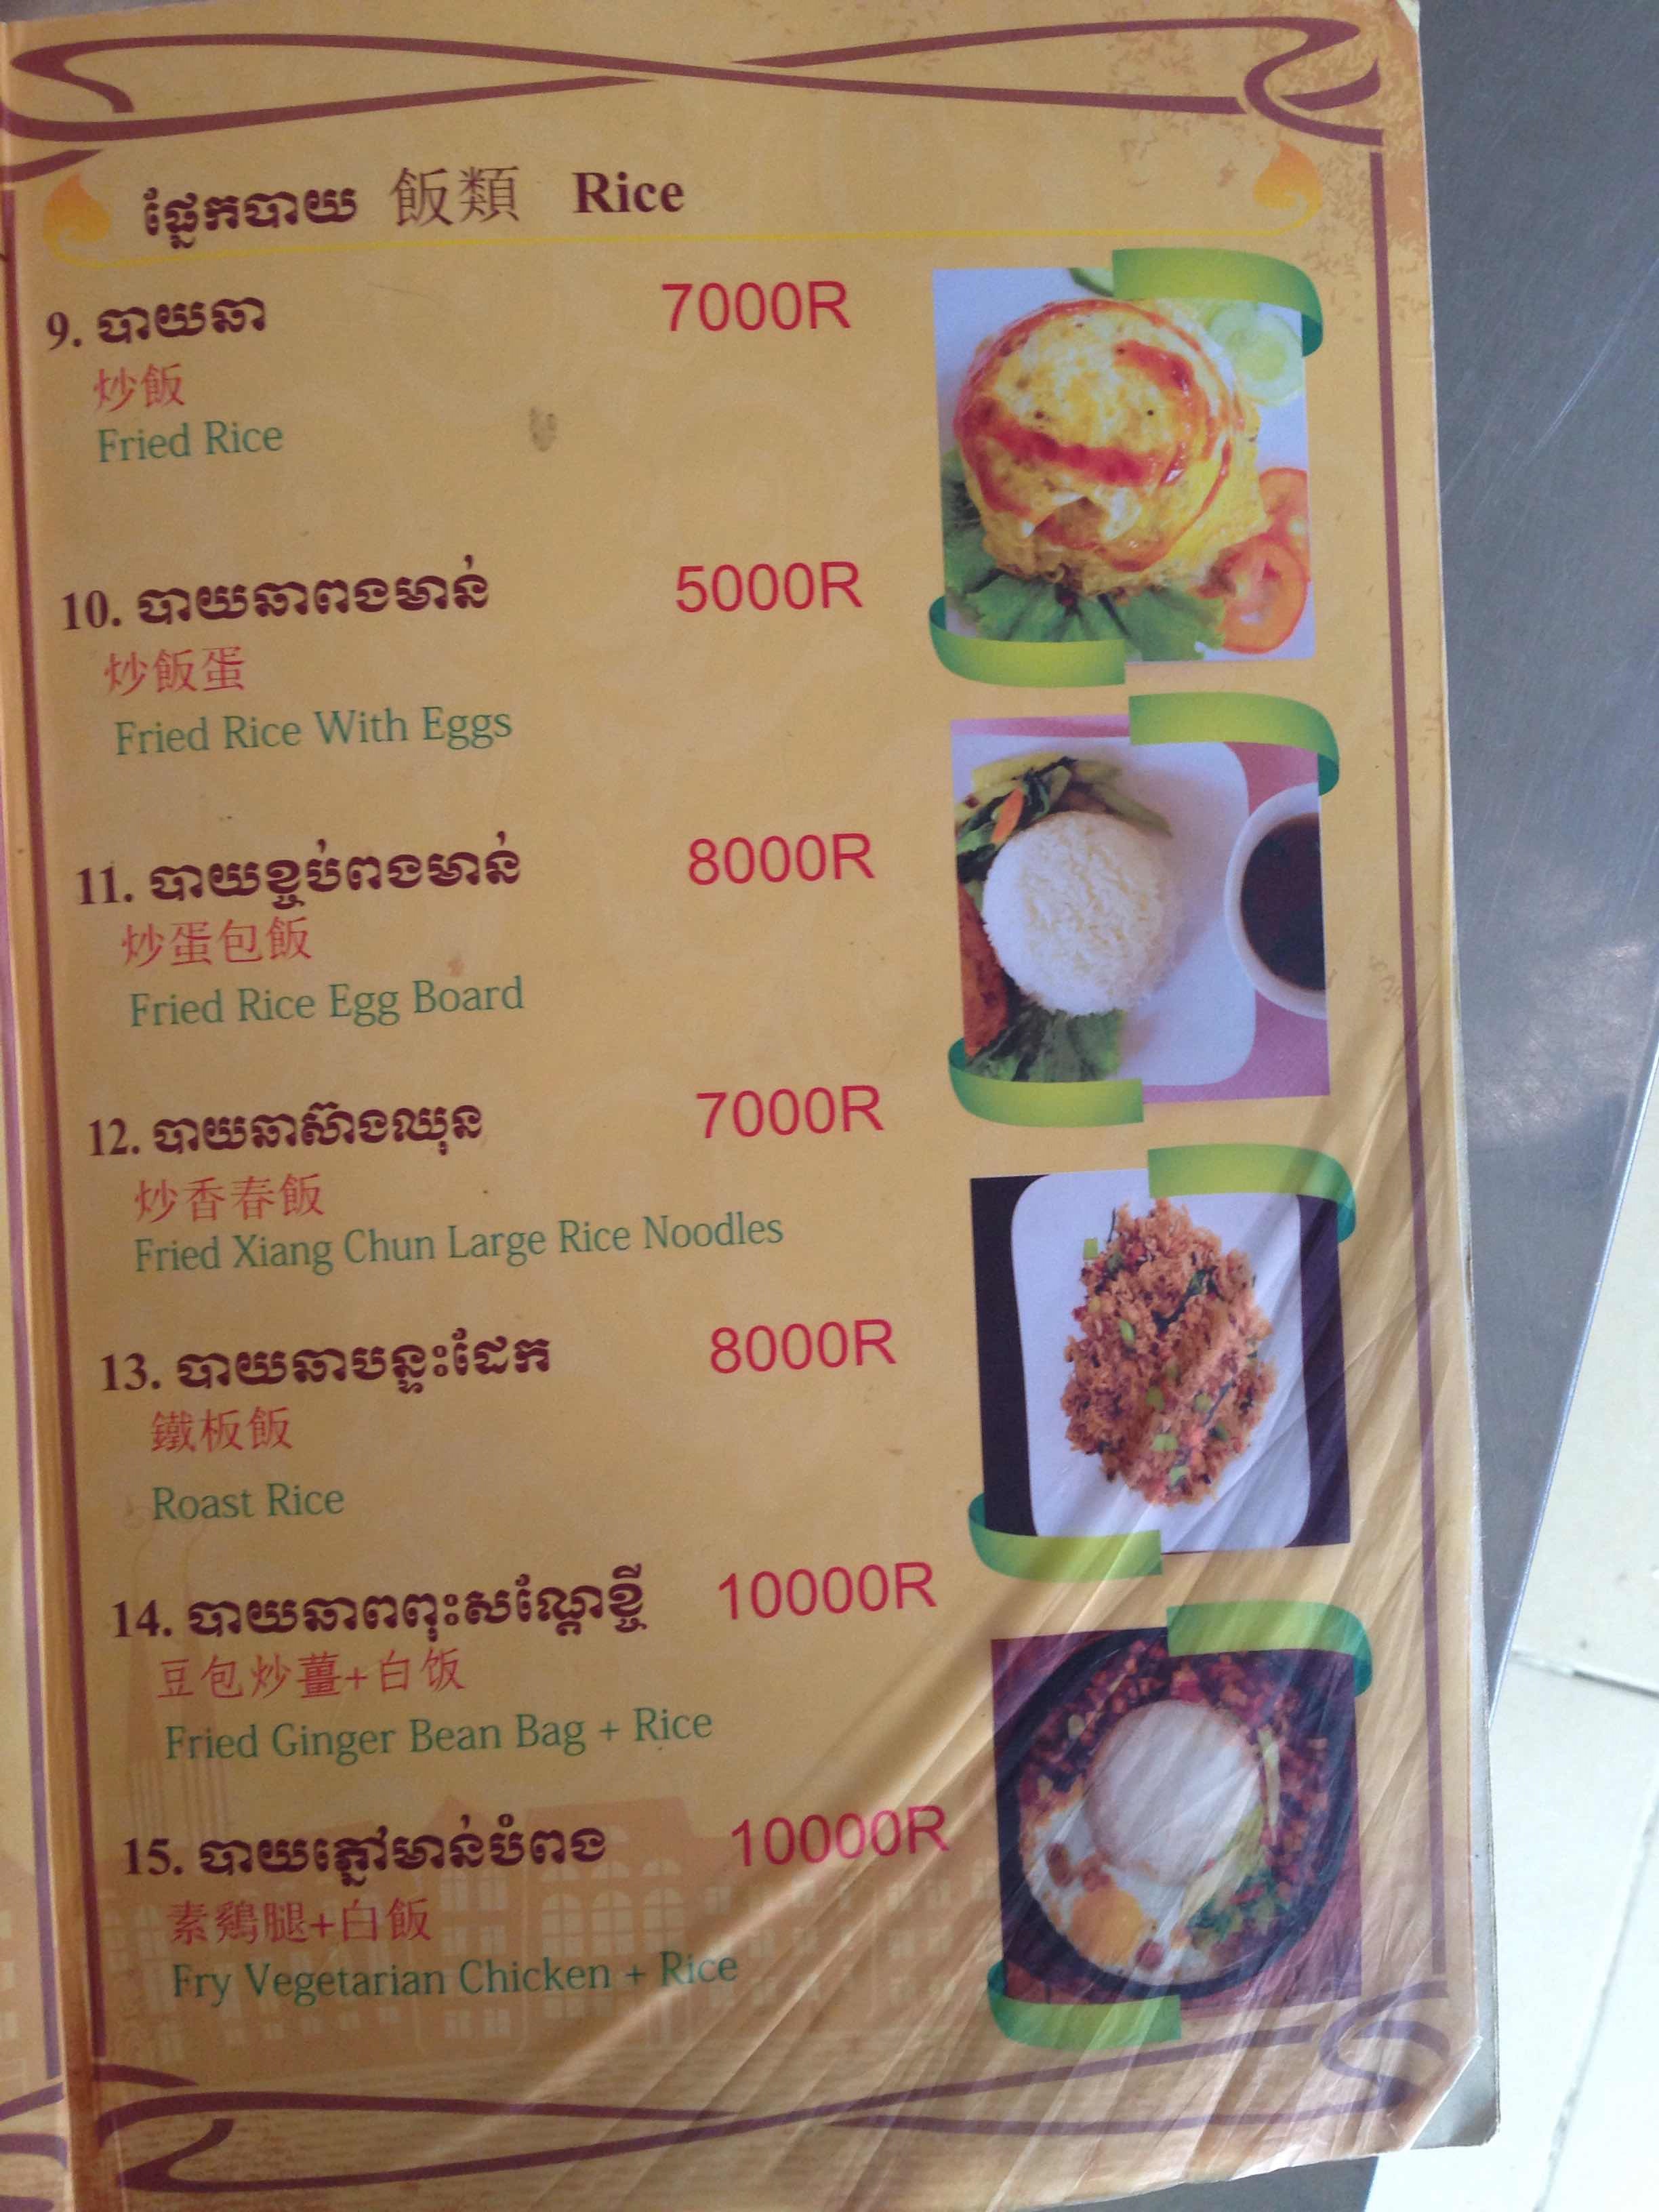 ផ្នែកបាយ 飯類 Rice
9. បាយឆា 7000R
炒飯
Fried Rice
10. បាយឆាពងមាន់ 5000R
炒飯蛋
Fried Rice With Eggs
11. បាយខ្ចប់ពងមាន់ 8000R
炒蛋包飯
Fried Rice Egg Board
12. បាយឆាស៊ាងឈុន 7000R
炒香春飯
Fried Xiang Chun Large Rice Noodles
13. បាយឆាបន្ទះដែក 8000R
鐵板飯
Roast Rice
14. បាយឆាពពុះសណ្ដែកខ្ញី 10000R
豆包炒薑+白饭
Fried Ginger Bean Bag + Rice
15. បាយភ្លៅមាន់បំពង 10000R
素鷄腿+白飯
Fry Vegetarian Chicken + Rice